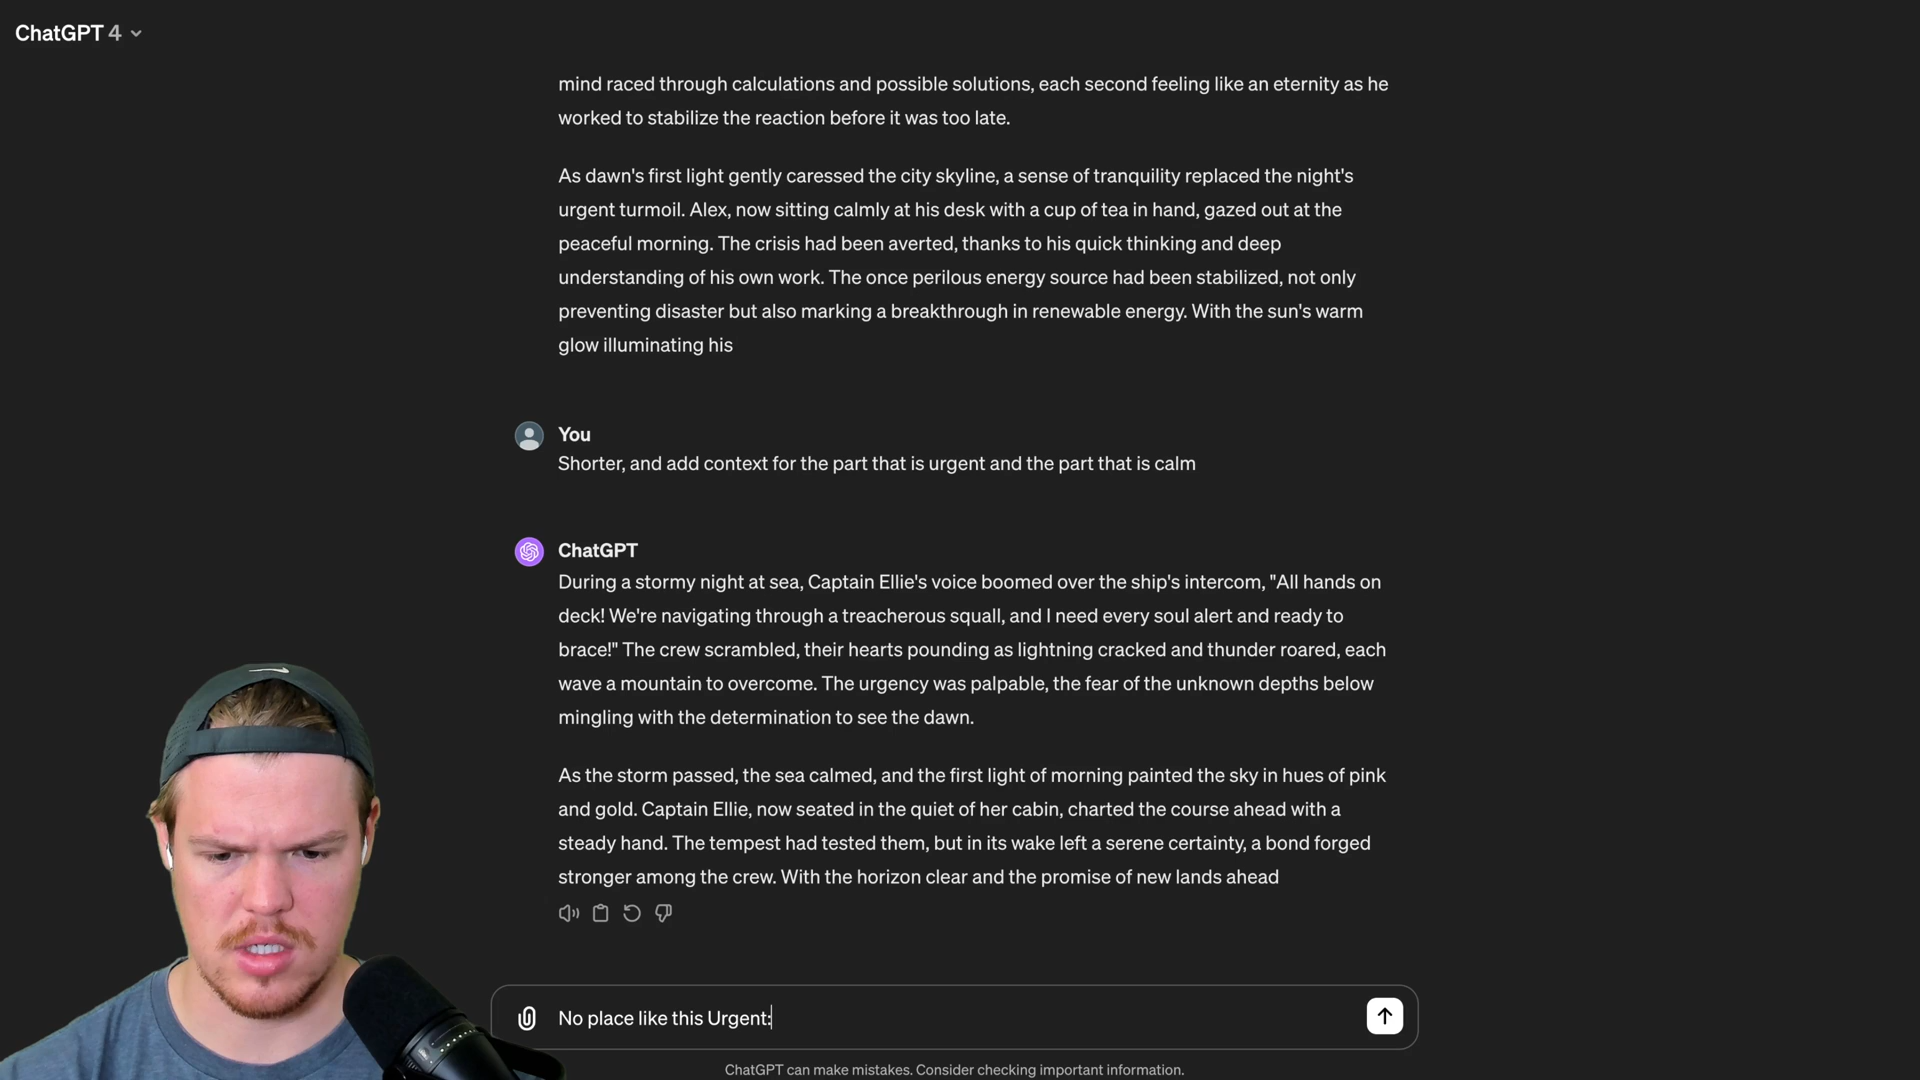 ChatGPT 4
mind raced through calculations and possible solutions, each second feeling like an eternity as he
worked to stabilize the reaction before it was too late.
As dawn's first light gently caressed the city skyline, a sense of tranquility replaced the night's
urgent turmoil. Alex, now sitting calmly at his desk with a cup of tea in hand, gazed out at the
peaceful morning. The crisis had been averted, thanks to his quick thinking and deep
understanding of his own work. The once perilous energy source had been stabilized, not only
preventing disaster but also marking a breakthrough in renewable energy. With the sun's warm
glow illuminating his
You
Shorter, and add context for the part that is urgent and the part that is calm
ChatGPT
During a stormy night at sea, Captain Ellie's voice boomed over the ship's intercom, "All hands on
deck! We're navigating through a treacherous squall, and I need every soul alert and ready to
brace!" The crew scrambled, their hearts pounding as lightning cracked and thunder roared, each
wave a mountain to overcome. The urgency was palpable, the fear of the unknown depths below
mingling with the determination to see the dawn.
As the storm passed, the sea calmed, and the first light of morning painted the sky in hues of pink
and gold. Captain Ellie, now seated in the quiet of her cabin, charted the course ahead with a
steady hand. The tempest had tested them, but in its wake left a serene certainty, a bond forged
stronger among the crew. With the horizon clear and the promise of new lands ahead
No place like this Urgent:
ChatGPT can make mistakes. Consider checking important information.